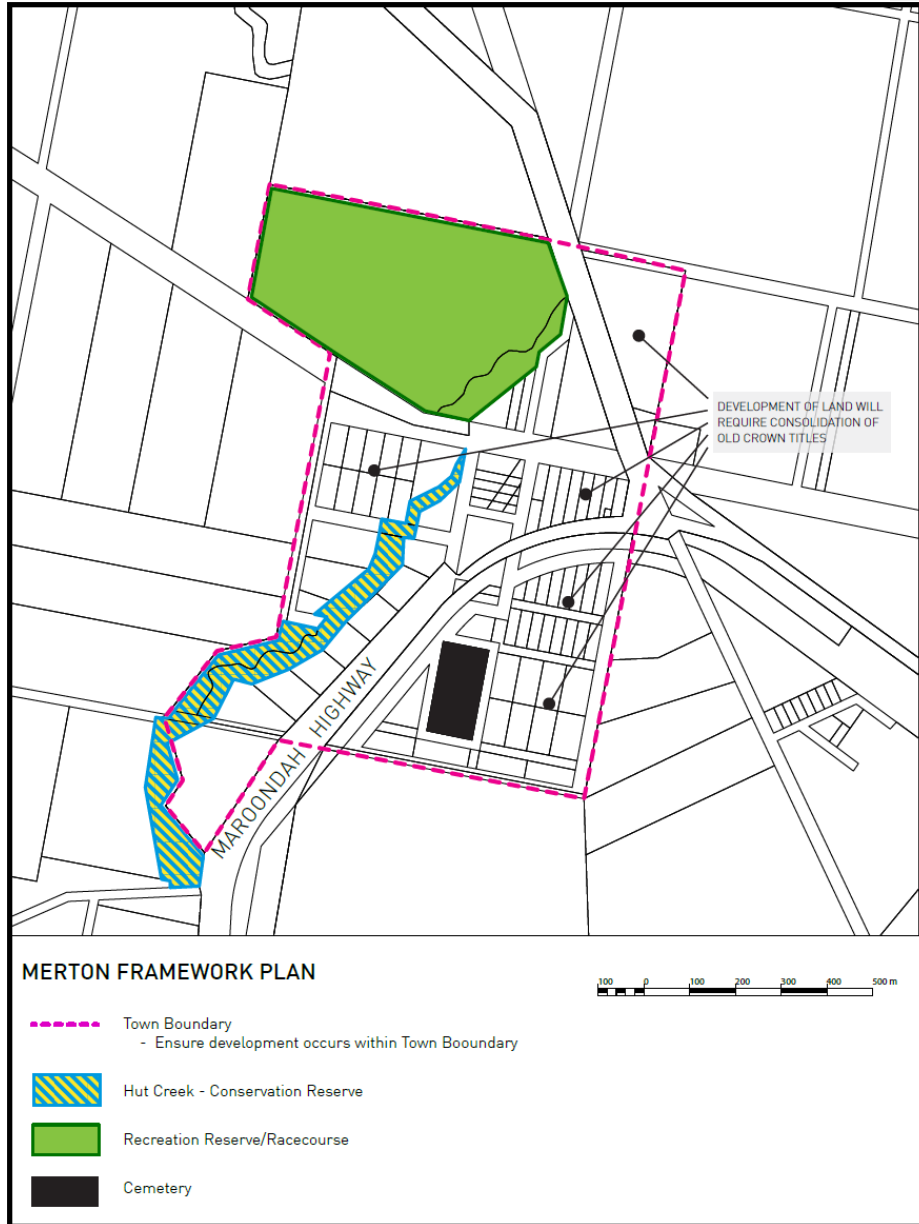 DEVELOPMENT OF LAND WILL
REQUIRE CONSOLIDATION OF
OLD CROWN TITLES
MAROONDAH HIGHWAY
MERTON FRAMEWORK PLAN
100 0 100 200 300 400 500 m
Town Boundary
- Ensure development occurs within Town Booundary
Hut Creek - Conservation Reserve
Recreation Reserve/Racecourse
Cemetery